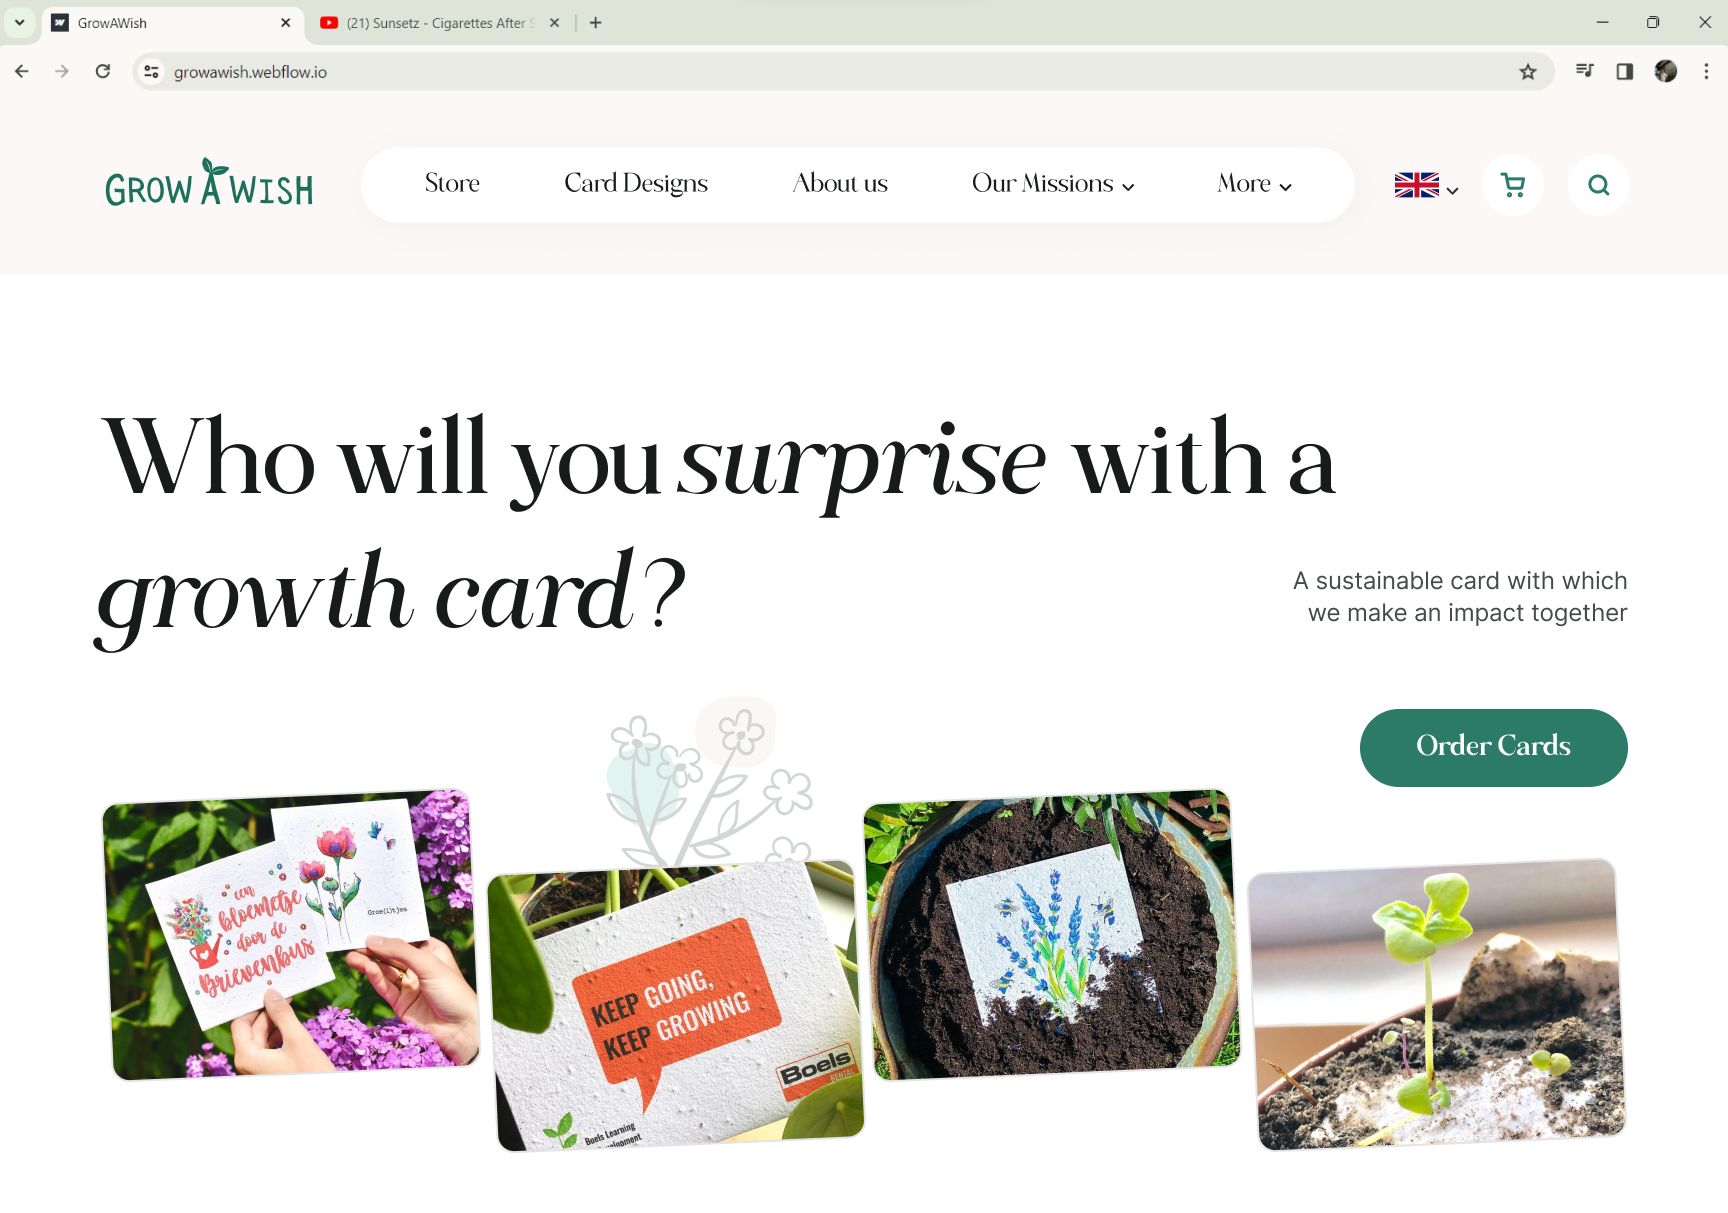 GrowAWish
(21) Sunsetz - Cigarettes After S
growawish.webflow.io
GROW A WISH
Store
Card Designs
About us
Our Missions
More
Who will you surprise with a
growth card?
A sustainable card with which
we make an impact together
Order Cards
een
bloemetje
door de
brievenbus
Groe(i)tjes
KEEP GOING,
KEEP GROWING
Boels
RENTAL
Boels Learning